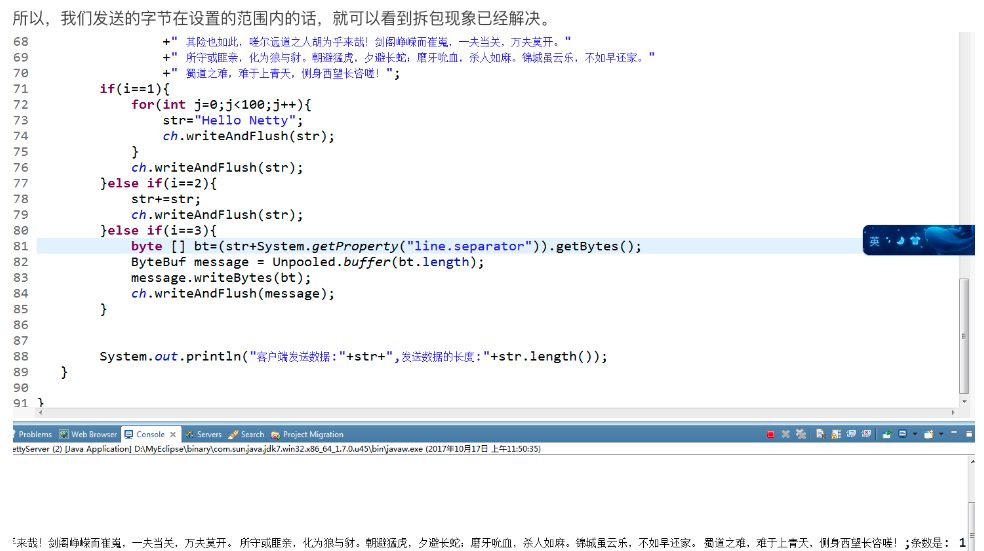 所以，我们发送的字节在设置的范围内的话，就可以看到拆包现象已经解决。
68 +" 其险也如此，嗟尔远道之人胡为乎来哉！剑阁峥嵘而崔嵬，一夫当关，万夫莫开。"
69 +" 所守或匪亲，化为狼与豺。朝避猛虎，夕避长蛇；磨牙吮血，杀人如麻。锦城虽云乐，不如早还家。"
70 +" 蜀道之难，难于上青天，侧身西望长咨嗟！";
71 if(i==1){
72 for(int j=0;j<100;j++){
73 str="Hello Netty";
74 ch.writeAndFlush(str);
75 }
76 ch.writeAndFlush(str);
77 }else if(i==2){
78 str+=str;
79 ch.writeAndFlush(str);
80 }else if(i==3){
81 byte [] bt=(str+System.getProperty("line.separator")).getBytes();
82 ByteBuf message = Unpooled.buffer(bt.length);
83 message.writeBytes(bt);
84 ch.writeAndFlush(message);
85 }
86
87
88 System.out.println("客户端发送数据:"+str+",发送数据的长度:"+str.length());
89 }
90
91 }
英
Problems Web Browser Console Servers Search Project Migration
ettyServer (2) [Java Application] D:\MyEclipse\binary\com.sun.java.jdk7.win32.x86_64_1.7.0.u45\bin\javaw.exe (2017年10月17日 上午11:50:35)
乎来哉！剑阁峥嵘而崔嵬，一夫当关，万夫莫开。 所守或匪亲，化为狼与豺。朝避猛虎，夕避长蛇；磨牙吮血，杀人如麻。锦城虽云乐，不如早还家。 蜀道之难，难于上青天，侧身西望长咨嗟！;条数是: 1